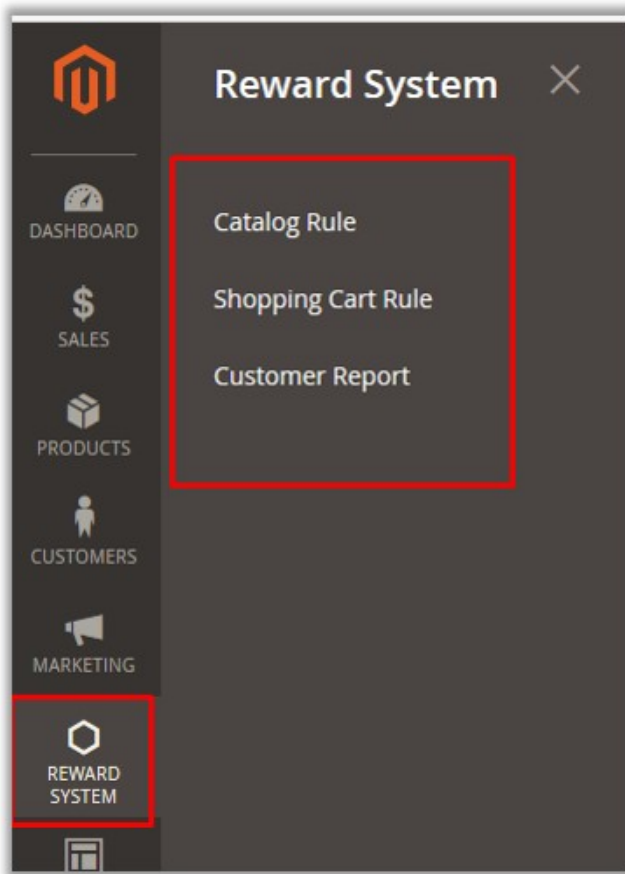 Reward System
DASHBOARD
$
SALES
PRODUCTS
CUSTOMERS
MARKETING
REWARD
SYSTEM
Catalog Rule
Shopping Cart Rule
Customer Report